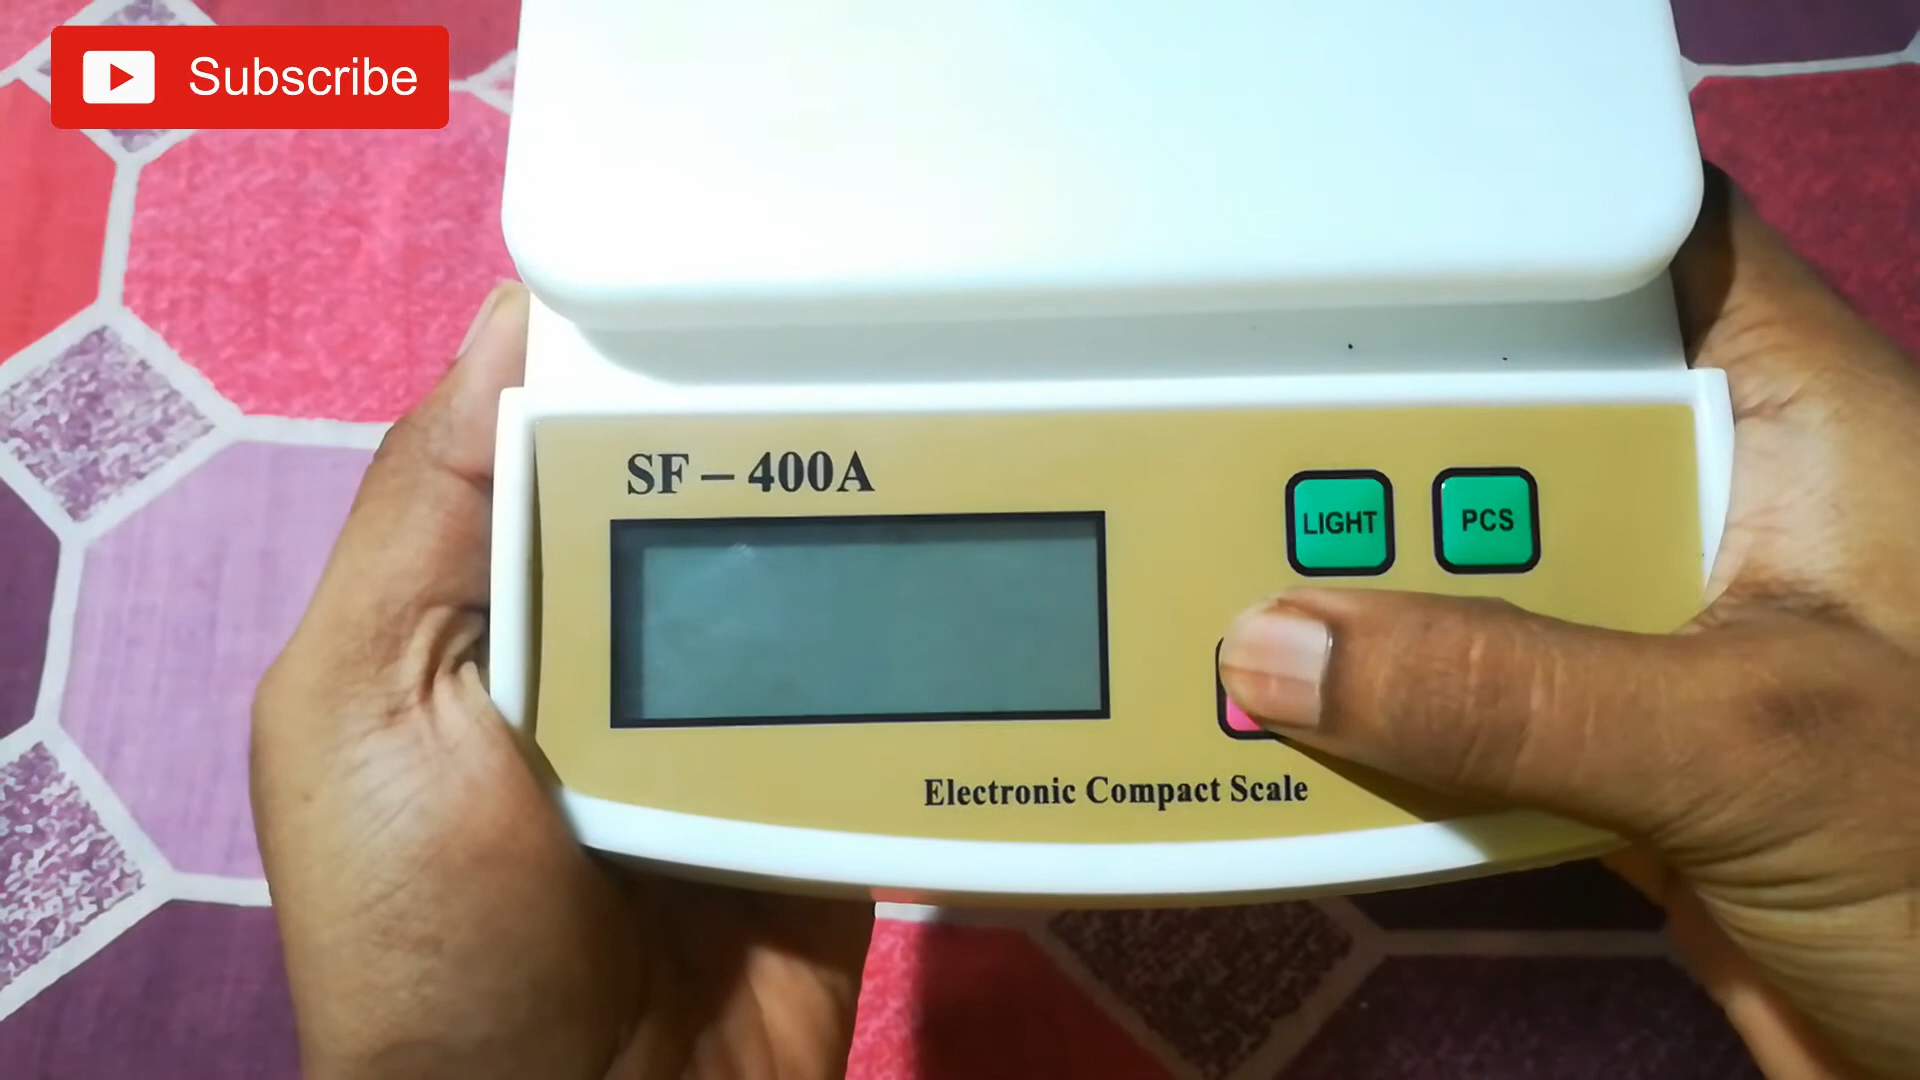 Subscribe
SF – 400A
LIGHT
PCS
Electronic Compact Scale